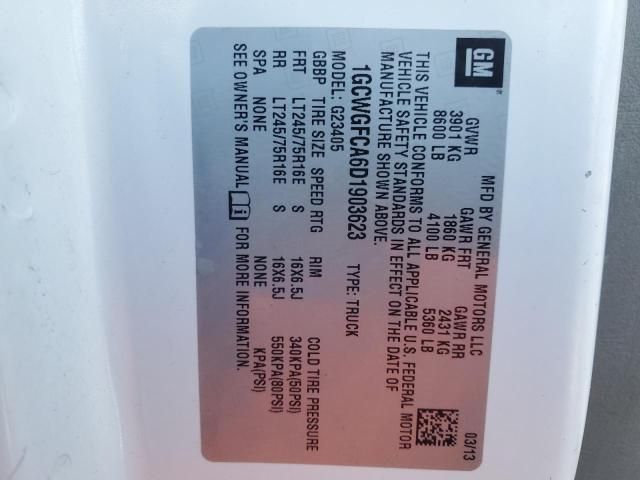 GM
MFD BY GENERAL MOTORS LLC 03/13
GVWR GAWR FRT GAWR RR
3901 KG 1860 KG 2431 KG
8600 LB 4100 LB 5360 LB
THIS VEHICLE CONFORMS TO ALL APPLICABLE U.S. FEDERAL MOTOR
VEHICLE SAFETY STANDARDS IN EFFECT ON THE DATE OF
MANUFACTURE SHOWN ABOVE.
1GCWGFCA6D1903623 TYPE: TRUCK
MODEL: G23405
GBBP TIRE SIZE SPEED RTG RIM COLD TIRE PRESSURE
FRT LT245/75R16E S 16X6.5J 340KPA(50PSI)
RR LT245/75R16E S 16X6.5J 550KPA(80PSI)
SPA NONE NONE KPA(PSI)
SEE OWNER'S MANUAL FOR MORE INFORMATION.